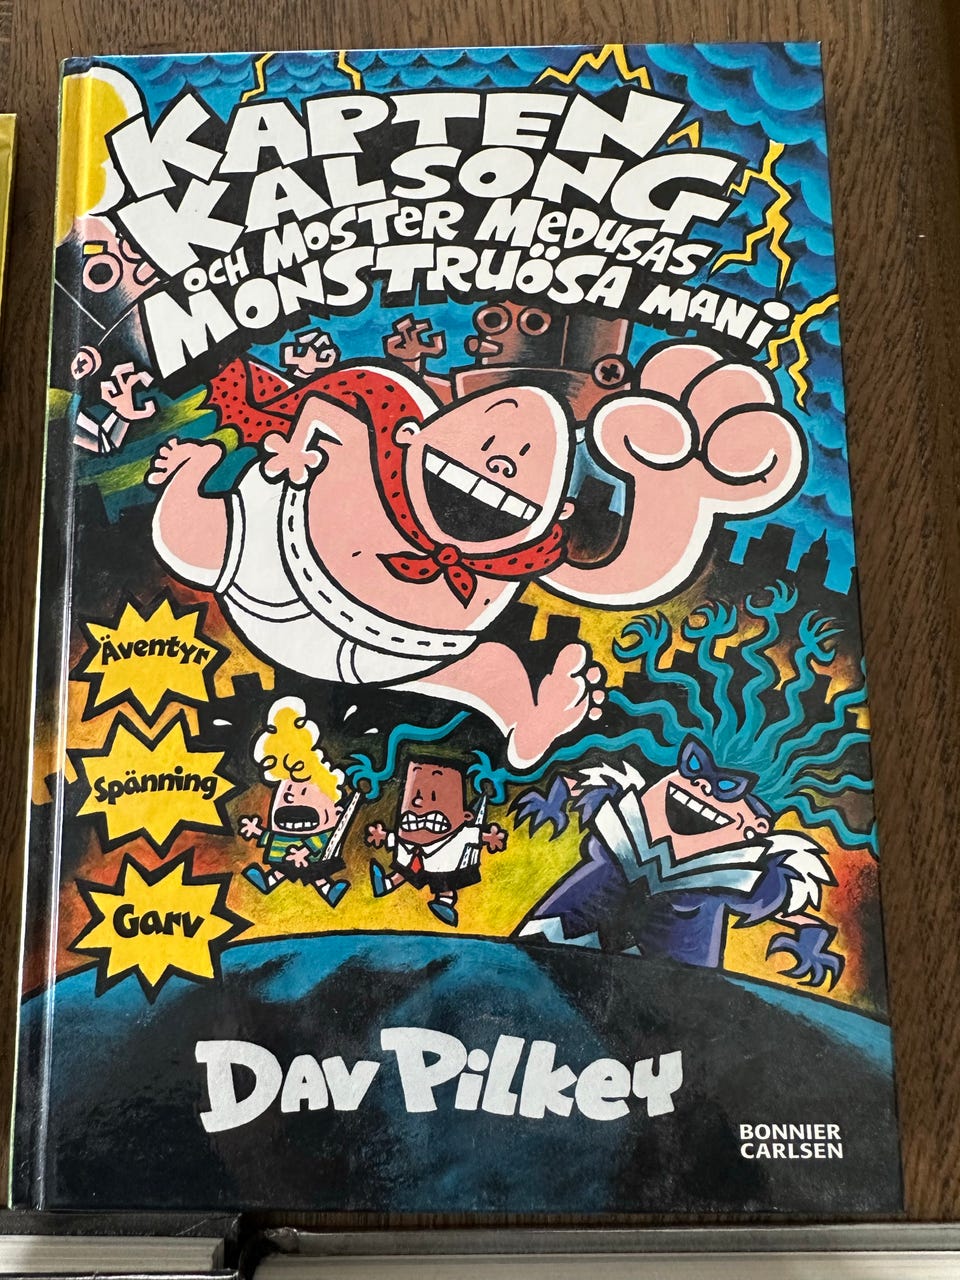 KAPTEN
KALSONG
OCH MOSTER MEDUSAS
MONSTRUÖSA MANI
Äventyr
Spänning
Garv
DAV PILKEY
BONNIER
CARLSEN